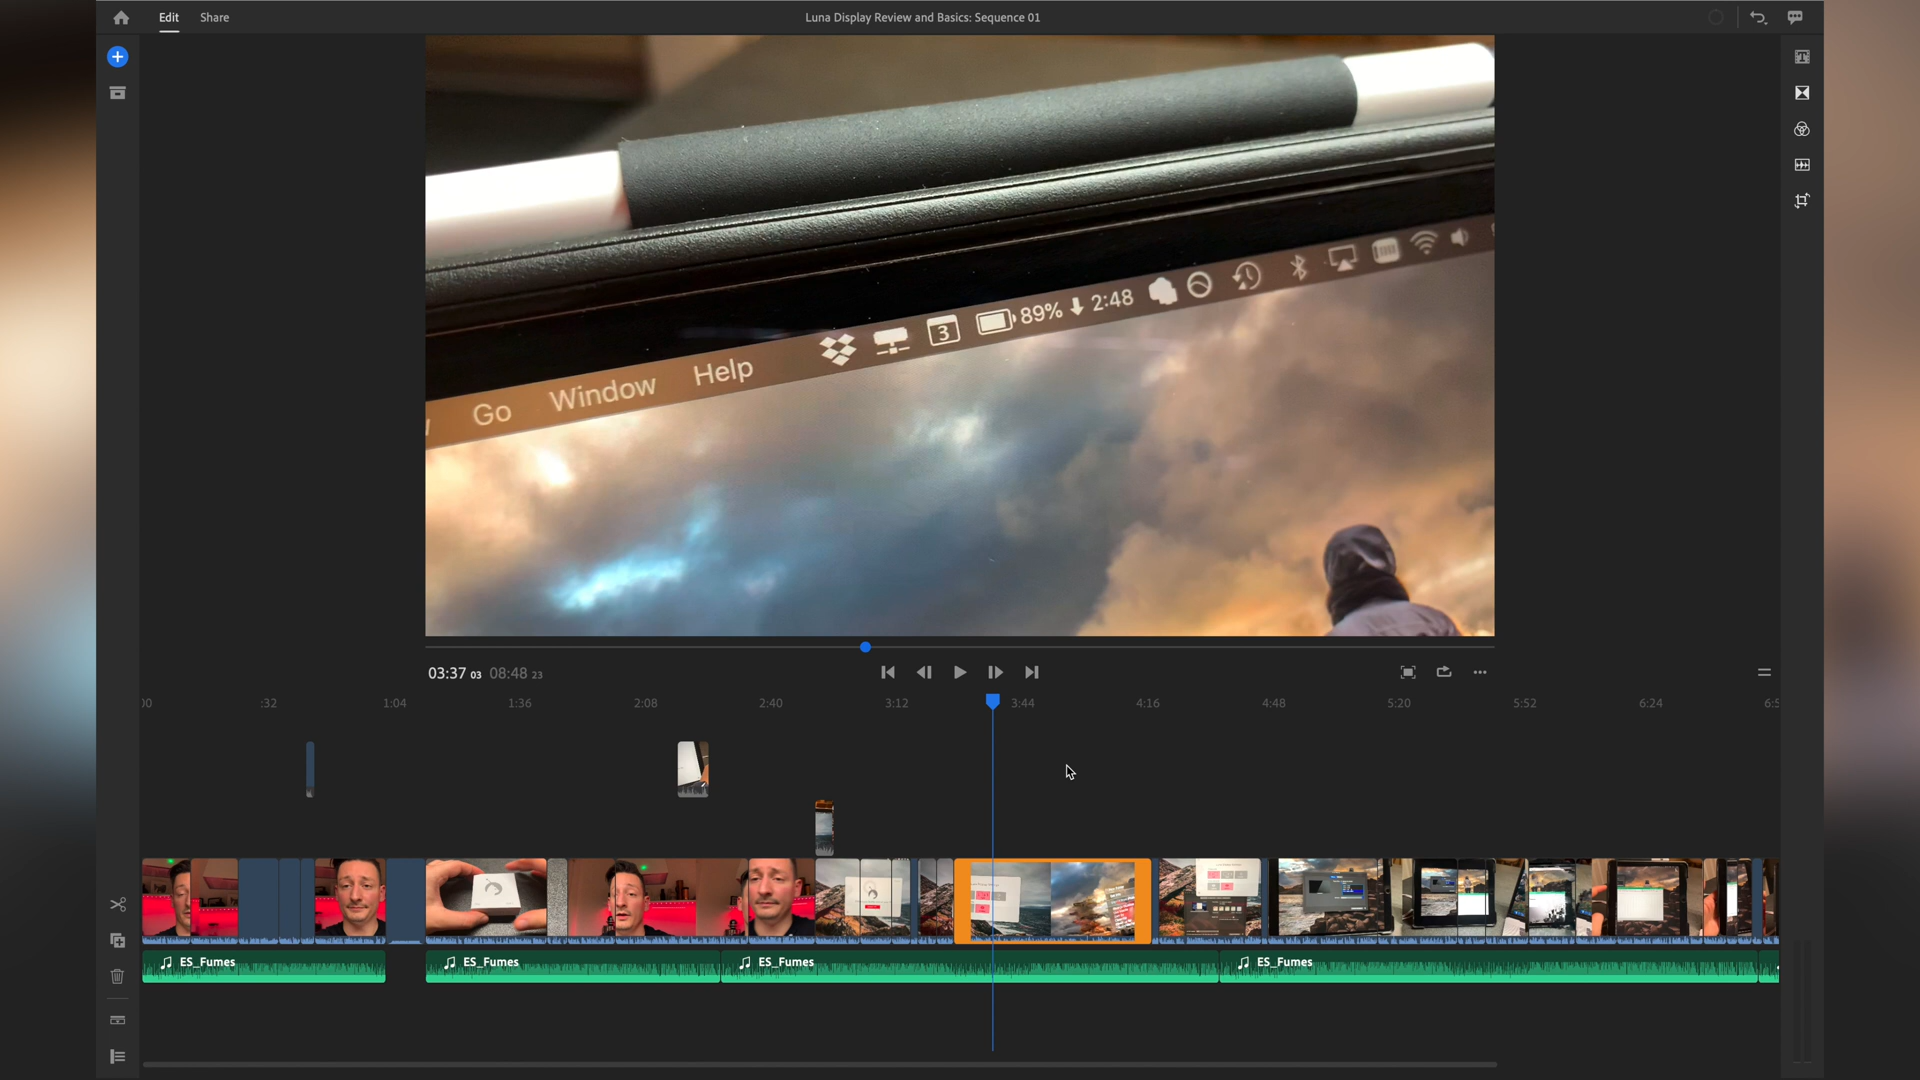 Edit Share Luna Display Review and Basics: Sequence 01
Go Window Help 3 89% 2:48
03:37 03 08:48 23
:32 1:04 1:36 2:08 2:40 3:12 3:44 4:16 4:48 5:20 5:52 6:24
ES_Fumes ES_Fumes ES_Fumes ES_Fumes